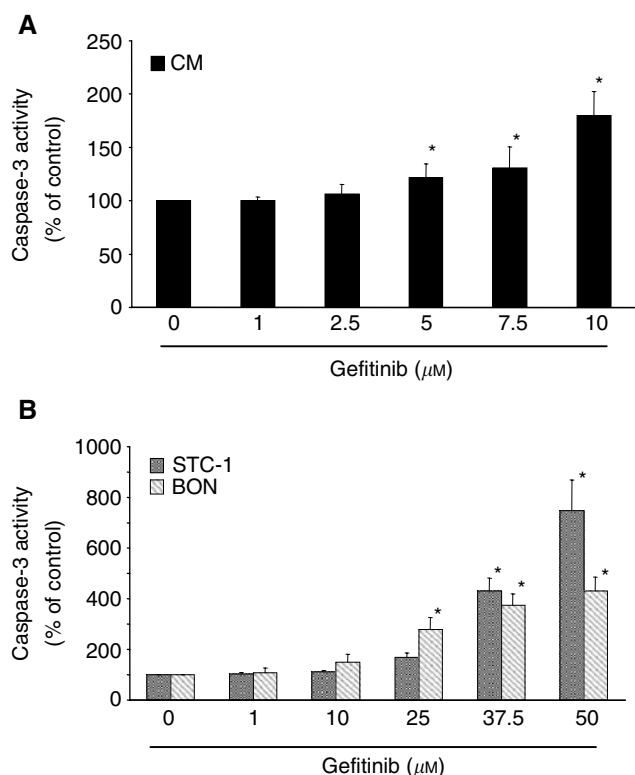 A
250
200
150
100
50
0
Caspase-3 activity
(% of control)
CM
*
*
*
0 1 2.5 5 7.5 10
Gefitinib (μM)
B
1000
800
600
400
200
0
Caspase-3 activity
(% of control)
STC-1
BON
*
*
*
*
*
0 1 10 25 37.5 50
Gefitinib (μM)